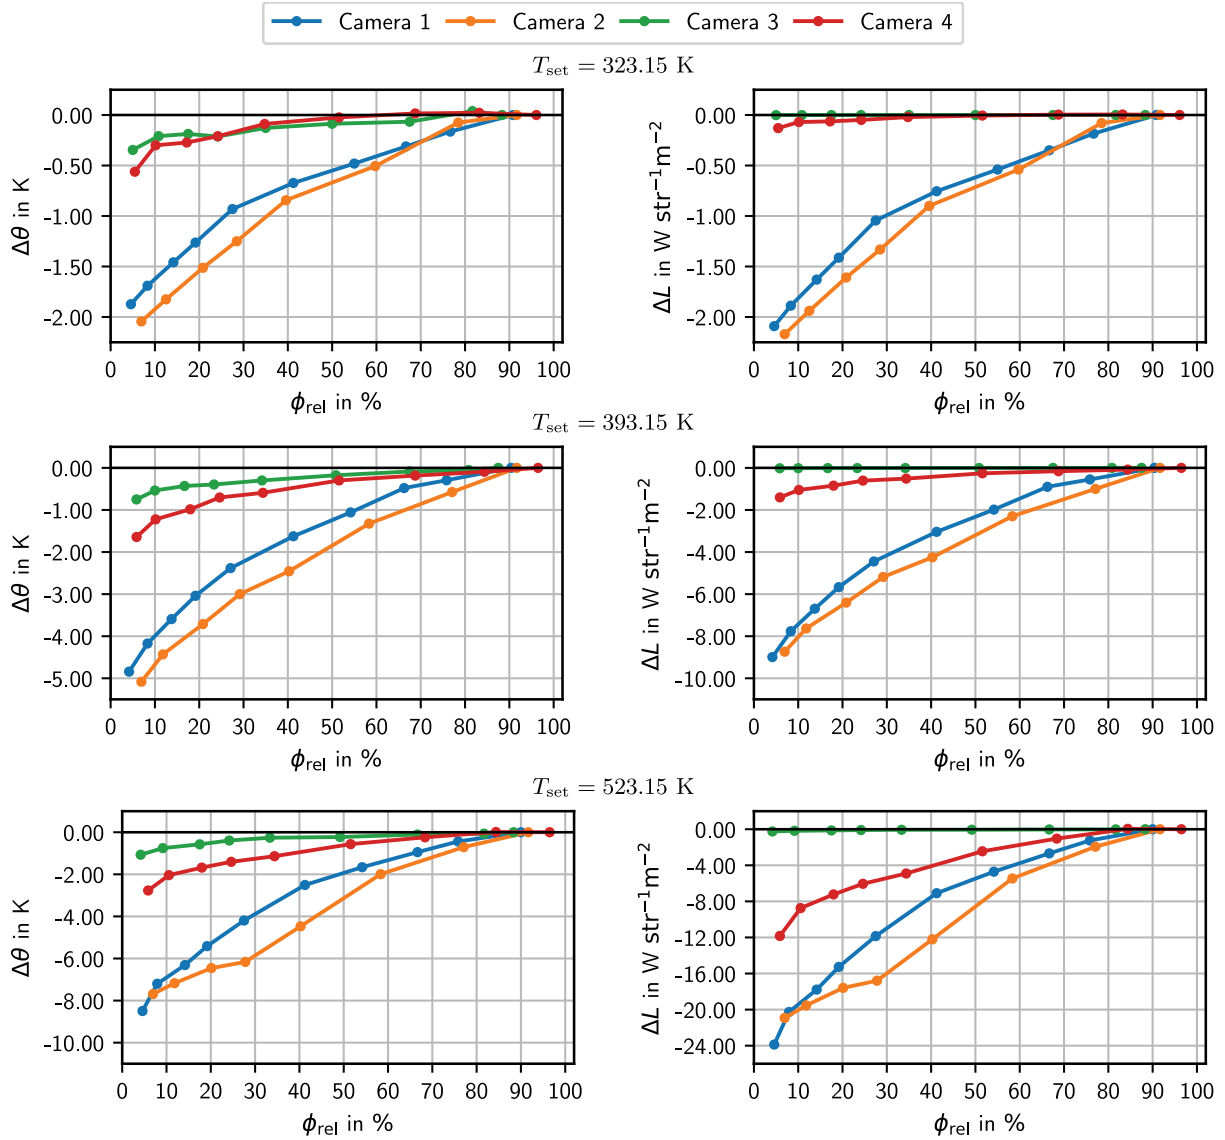 Camera 1 Camera 2 Camera 3 Camera 4
T_set = 323.15 K
0.00
-0.50
-1.00
-1.50
-2.00
Δθ in K
0 10 20 30 40 50 60 70 80 90 100
ϕ_rel in %
0.00
-0.50
-1.00
-1.50
-2.00
ΔL in W str⁻¹m⁻²
0 10 20 30 40 50 60 70 80 90 100
ϕ_rel in %
T_set = 393.15 K
0.00
-1.00
-2.00
-3.00
-4.00
-5.00
Δθ in K
0 10 20 30 40 50 60 70 80 90 100
ϕ_rel in %
0.00
-2.00
-4.00
-6.00
-8.00
-10.00
ΔL in W str⁻¹m⁻²
0 10 20 30 40 50 60 70 80 90 100
ϕ_rel in %
T_set = 523.15 K
0.00
-2.00
-4.00
-6.00
-8.00
-10.00
Δθ in K
0 10 20 30 40 50 60 70 80 90 100
ϕ_rel in %
0.00
-4.00
-8.00
-12.00
-16.00
-20.00
-24.00
ΔL in W str⁻¹m⁻²
0 10 20 30 40 50 60 70 80 90 100
ϕ_rel in %